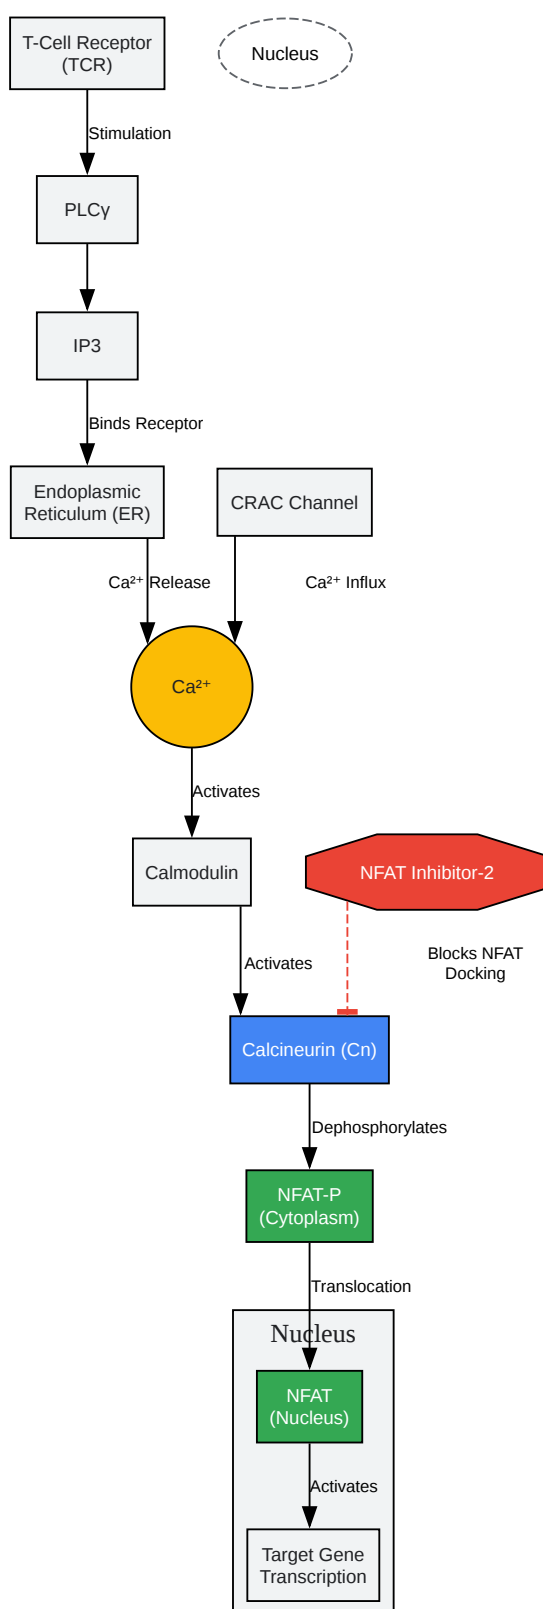 T-Cell Receptor
(TCR)
Nucleus
Stimulation
PLCγ
IP3
Binds Receptor
Endoplasmic
Reticulum (ER)
CRAC Channel
Ca²⁺ Release
Ca²⁺ Influx
Ca²⁺
Activates
Calmodulin
NFAT Inhibitor-2
Blocks NFAT
Docking
Activates
Calcineurin (Cn)
Dephosphorylates
NFAT-P
(Cytoplasm)
Translocation
Nucleus
NFAT
(Nucleus)
Activates
Target Gene
Transcription